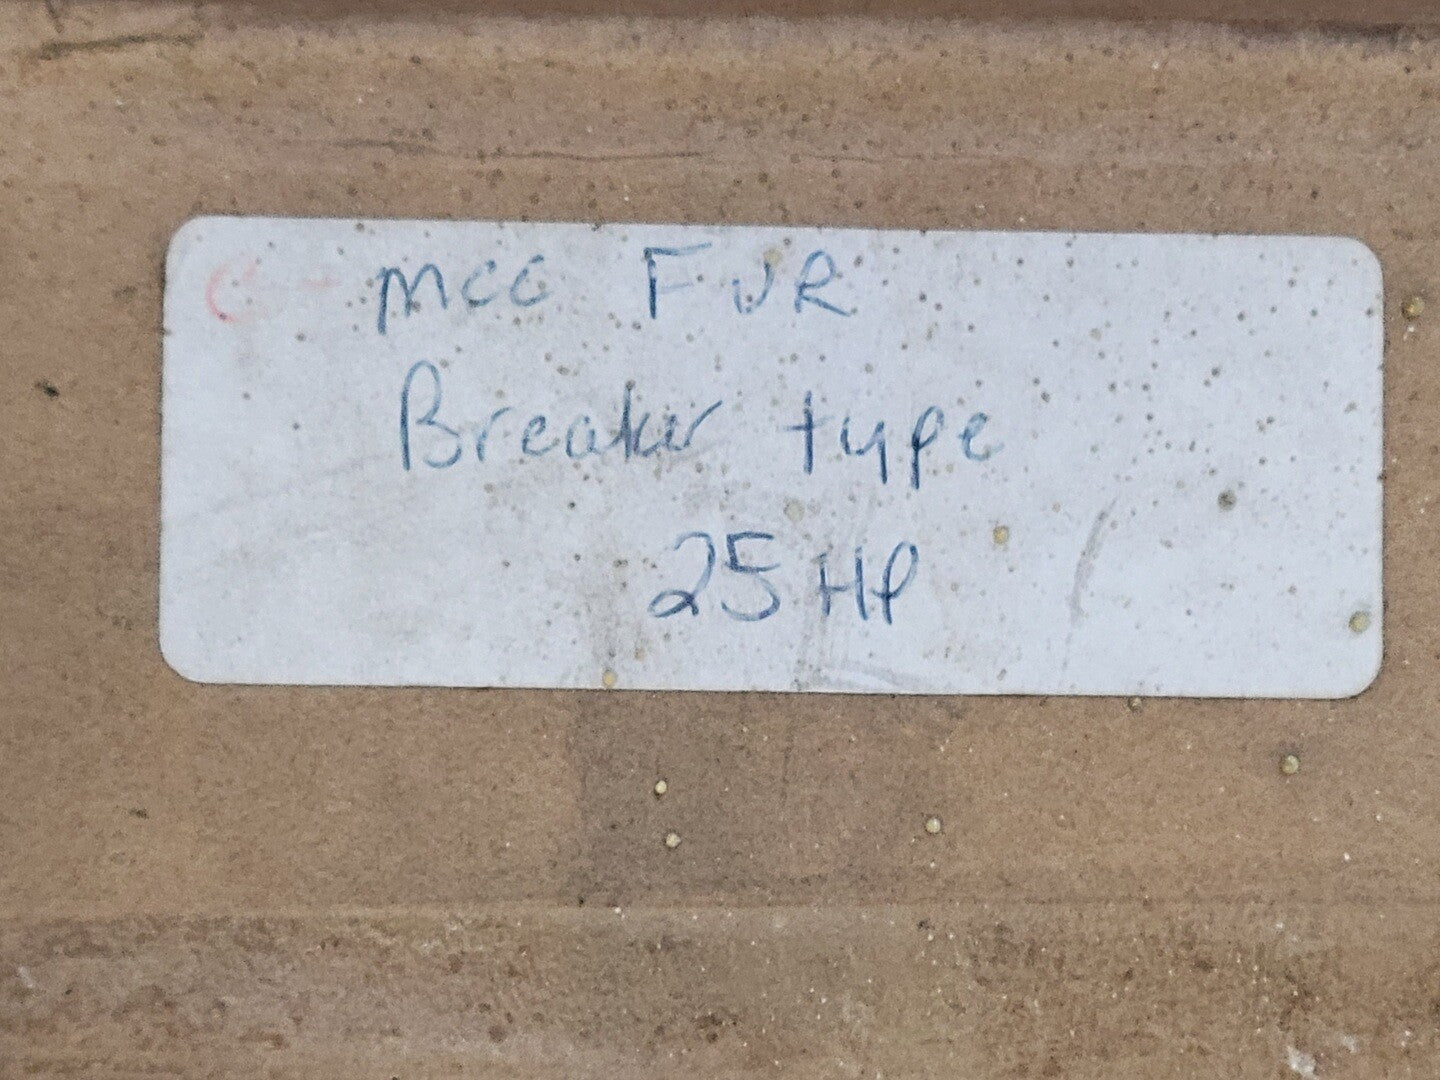 MCC FVR
Breaker type
25 HP